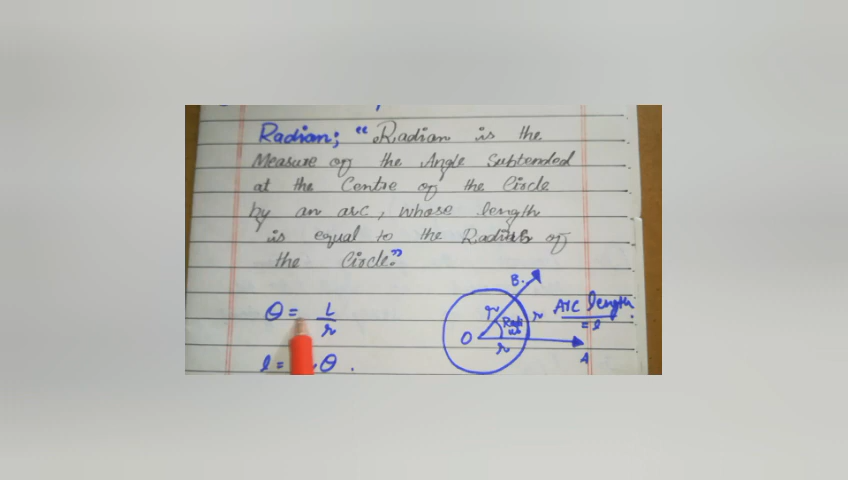 Radian; "Radian is the
Measure of the Angle Subtended
at the Centre of the Circle
by an arc, whose length
is equal to the Radius of
the Circle."
θ = L
r
l = θ.
B.
r
r
Arc length
= l
O
r
A